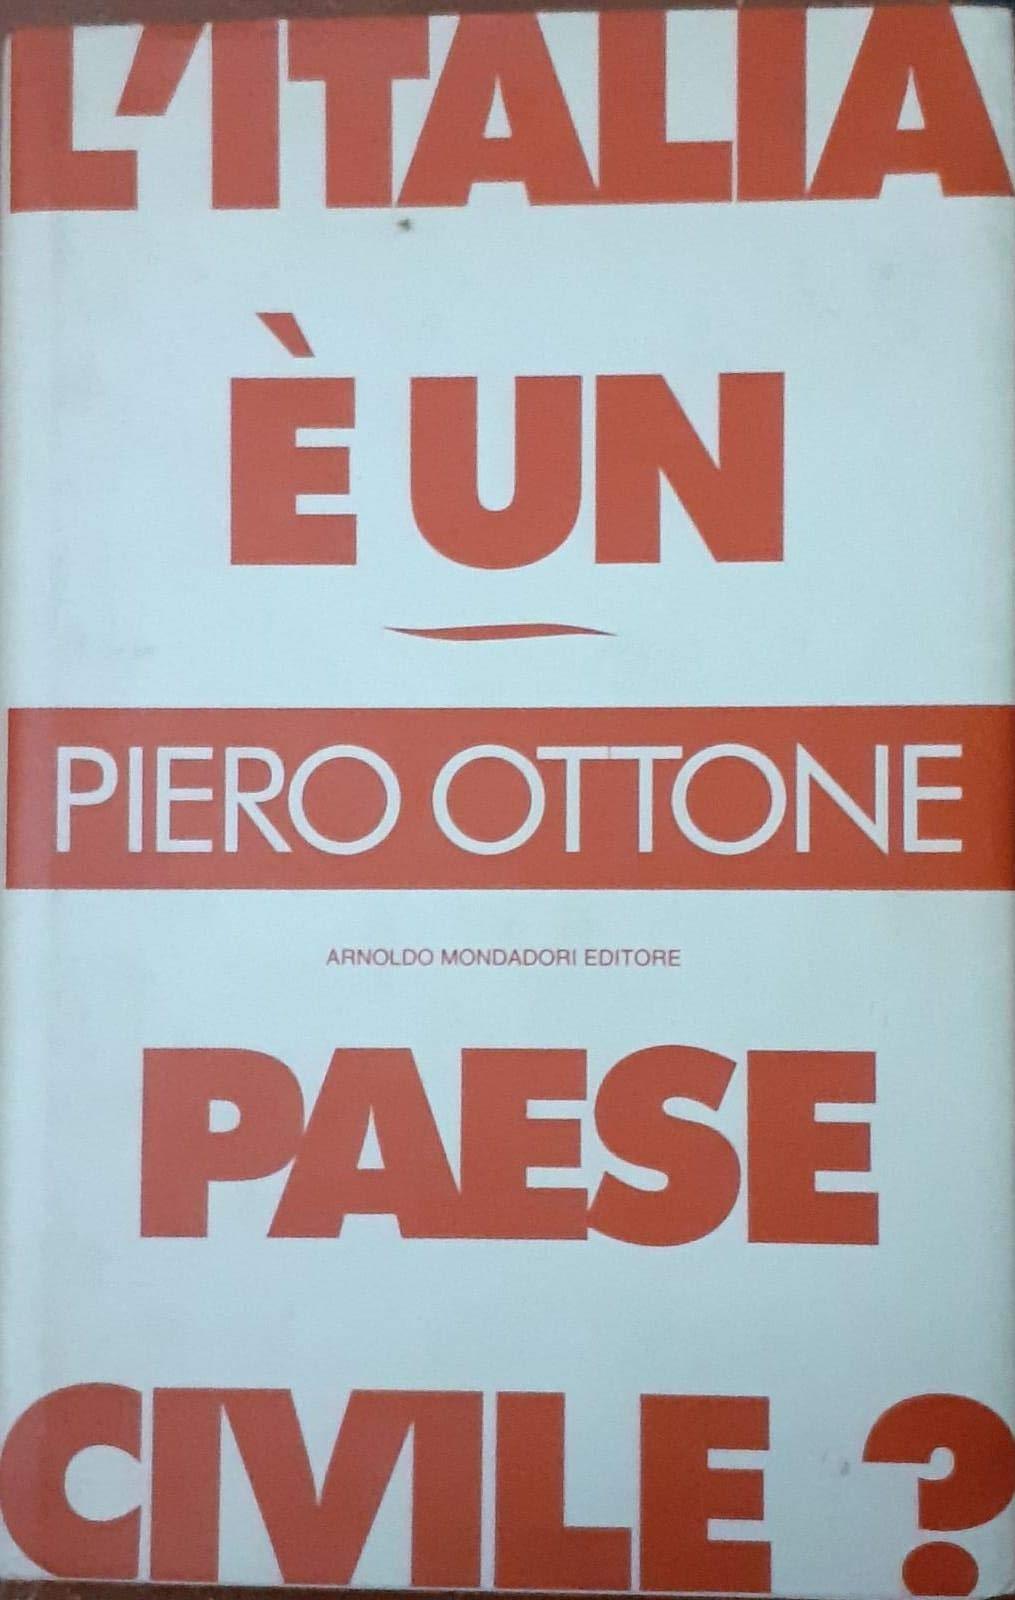 L'ITALIA
È UN
PIERO OTTONE
ARNOLDO MONDADORI EDITORE
PAESE
CIVILE ?